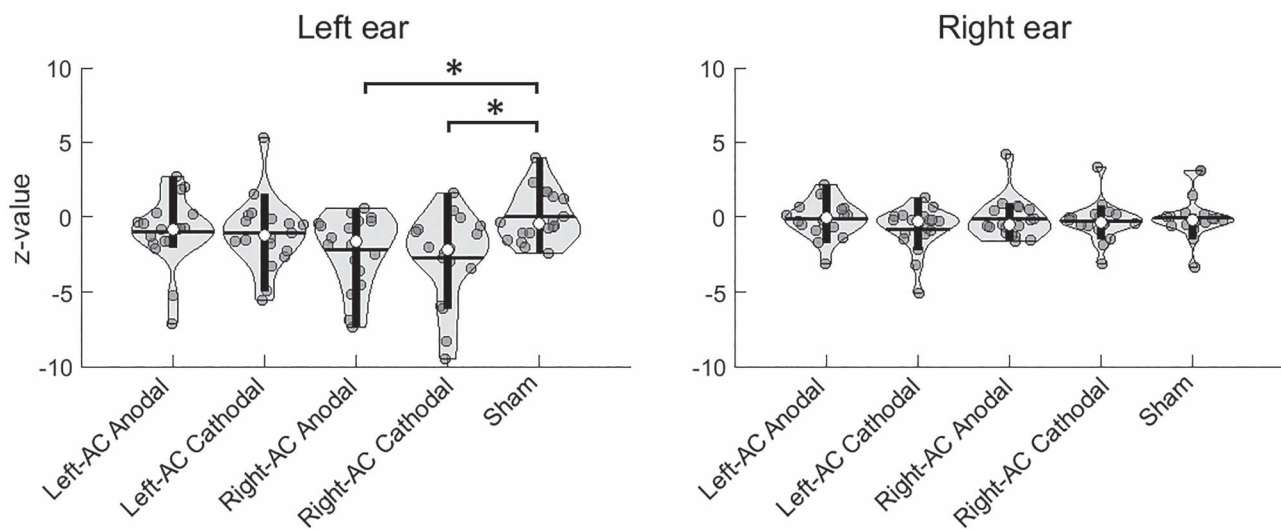 Left ear
Right ear
z-value
10
5
0
-5
-10
*
*
Left-AC Anodal
Left-AC Cathodal
Right-AC Anodal
Right-AC Cathodal
Sham
10
5
0
-5
-10
Left-AC Anodal
Left-AC Cathodal
Right-AC Anodal
Right-AC Cathodal
Sham